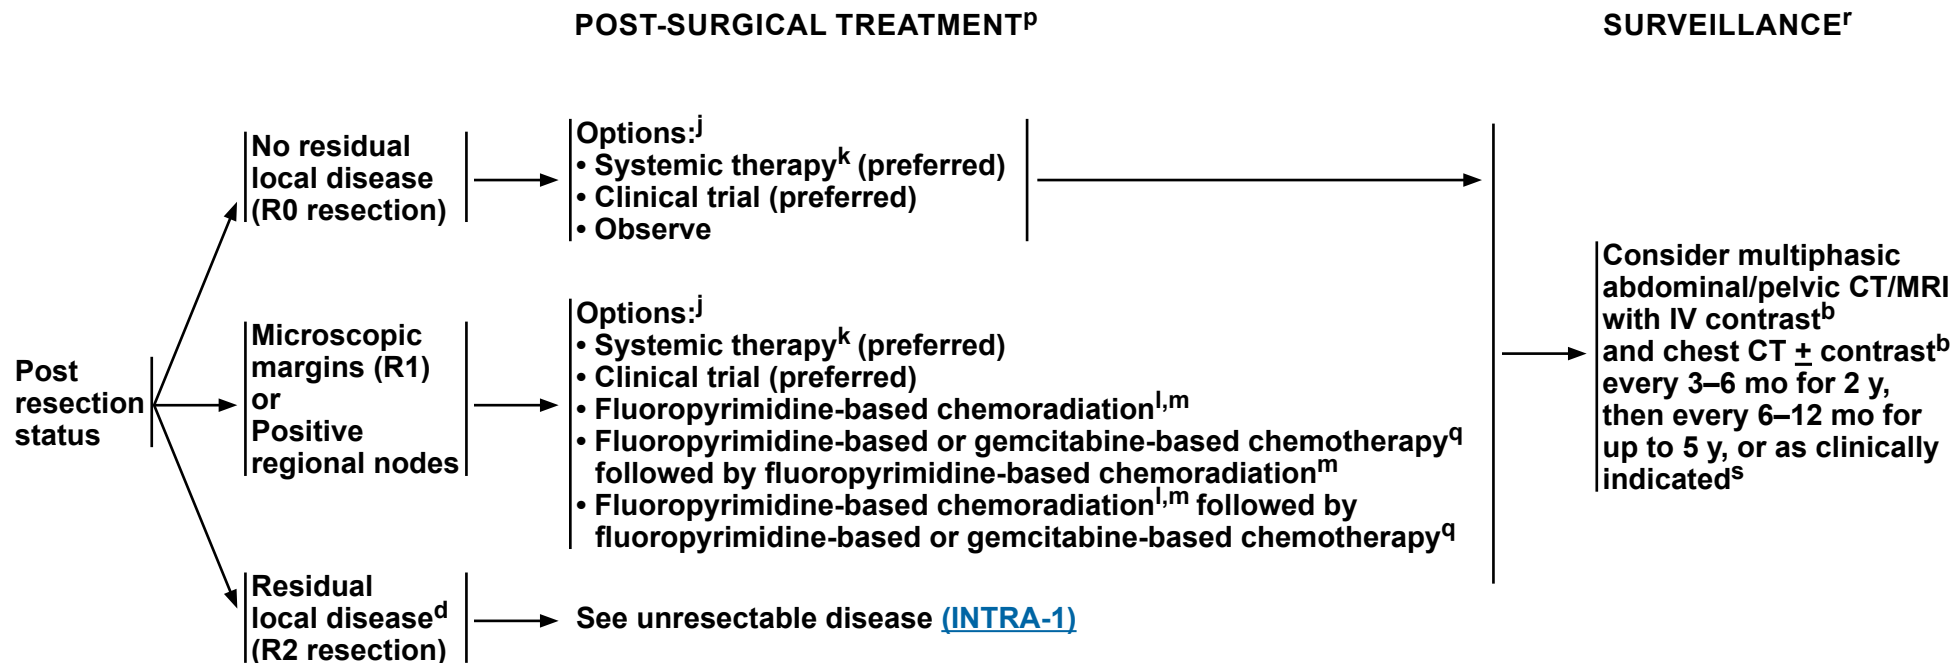 POST-SURGICAL TREATMENTᵖ
SURVEILLANCEʳ
Post
resection
status
No residual
local disease
(R0 resection)
Options:ʲ
• Systemic therapyᵏ (preferred)
• Clinical trial (preferred)
• Observe
Microscopic
margins (R1)
or
Positive
regional nodes
Options:ʲ
• Systemic therapyᵏ (preferred)
• Clinical trial (preferred)
• Fluoropyrimidine-based chemoradiationˡ,ᵐ
• Fluoropyrimidine-based or gemcitabine-based chemotherapy^q
followed by fluoropyrimidine-based chemoradiationᵐ
• Fluoropyrimidine-based chemoradiationˡ,ᵐ followed by
fluoropyrimidine-based or gemcitabine-based chemotherapy^q
Residual
local diseaseᵈ
(R2 resection)
See unresectable disease (INTRA-1)
Consider multiphasic
abdominal/pelvic CT/MRI
with IV contrastᵇ
and chest CT ± contrastᵇ
every 3–6 mo for 2 y,
then every 6–12 mo for
up to 5 y, or as clinically
indicatedˢ